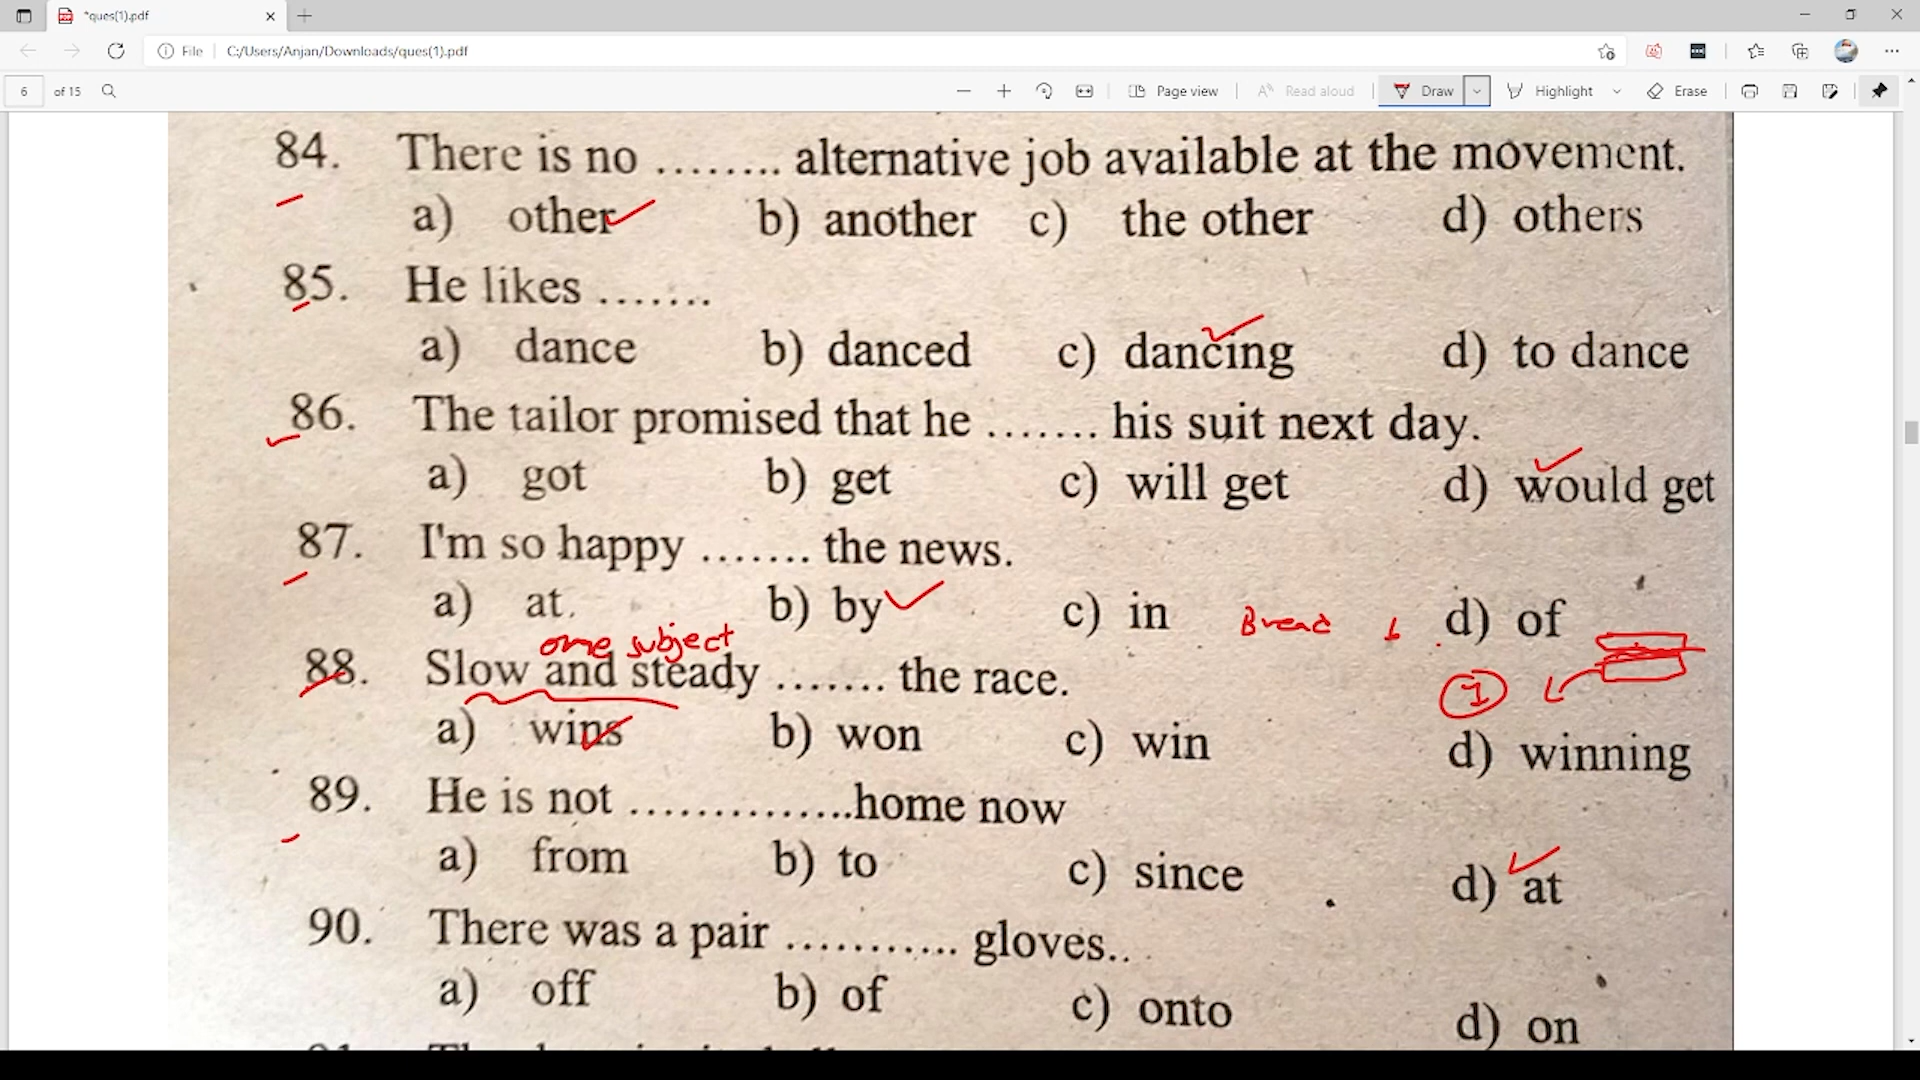 *ques(1).pdf
File C:/Users/Anjan/Downloads/ques(1).pdf
6 of 15 Page view Read aloud Draw Highlight Erase
84. There is no ........ alternative job available at the movement.
a) other b) another c) the other d) others
85. He likes .......
a) dance b) danced c) dancing d) to dance
86. The tailor promised that he ....... his suit next day.
a) got b) get c) will get d) would get
87. I'm so happy ....... the news.
a) at. b) by c) in Bread d) of
one subject
88. Slow and steady ....... the race.
1
a) wins b) won c) win d) winning
89. He is not ..............home now
a) from b) to c) since d) at
90. There was a pair ........... gloves..
a) off b) of c) onto d) on